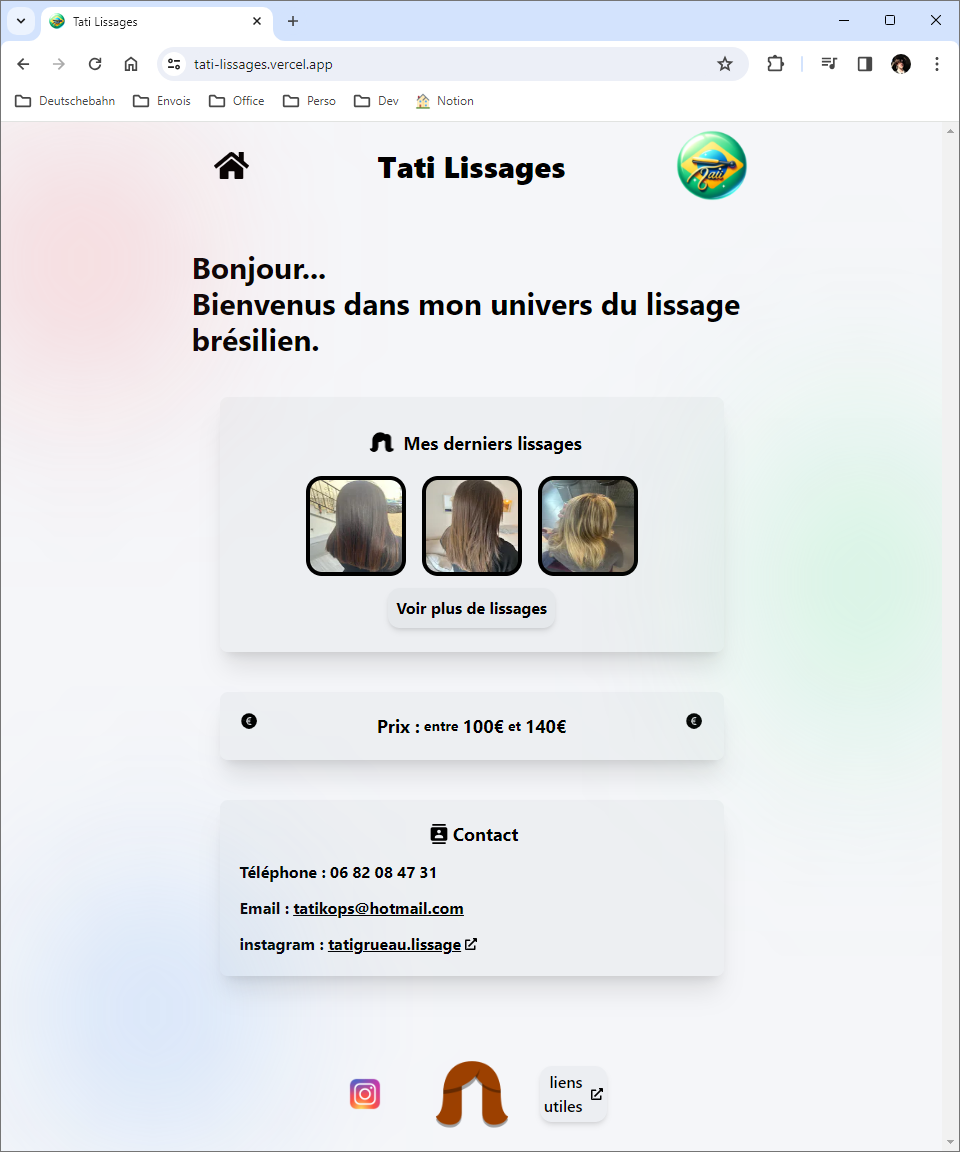 Tati Lissages
tati-lissages.vercel.app
Deutschebahn
Envois
Office
Perso
Dev
Notion
Tati Lissages
Tati
Bonjour...
Bienvenus dans mon univers du lissage
brésilien.
Mes derniers lissages
Voir plus de lissages
€
Prix : entre 100€ et 140€
€
Contact
Téléphone : 06 82 08 47 31
Email : tatikops@hotmail.com
instagram : tatigrueau.lissage
liens
utiles